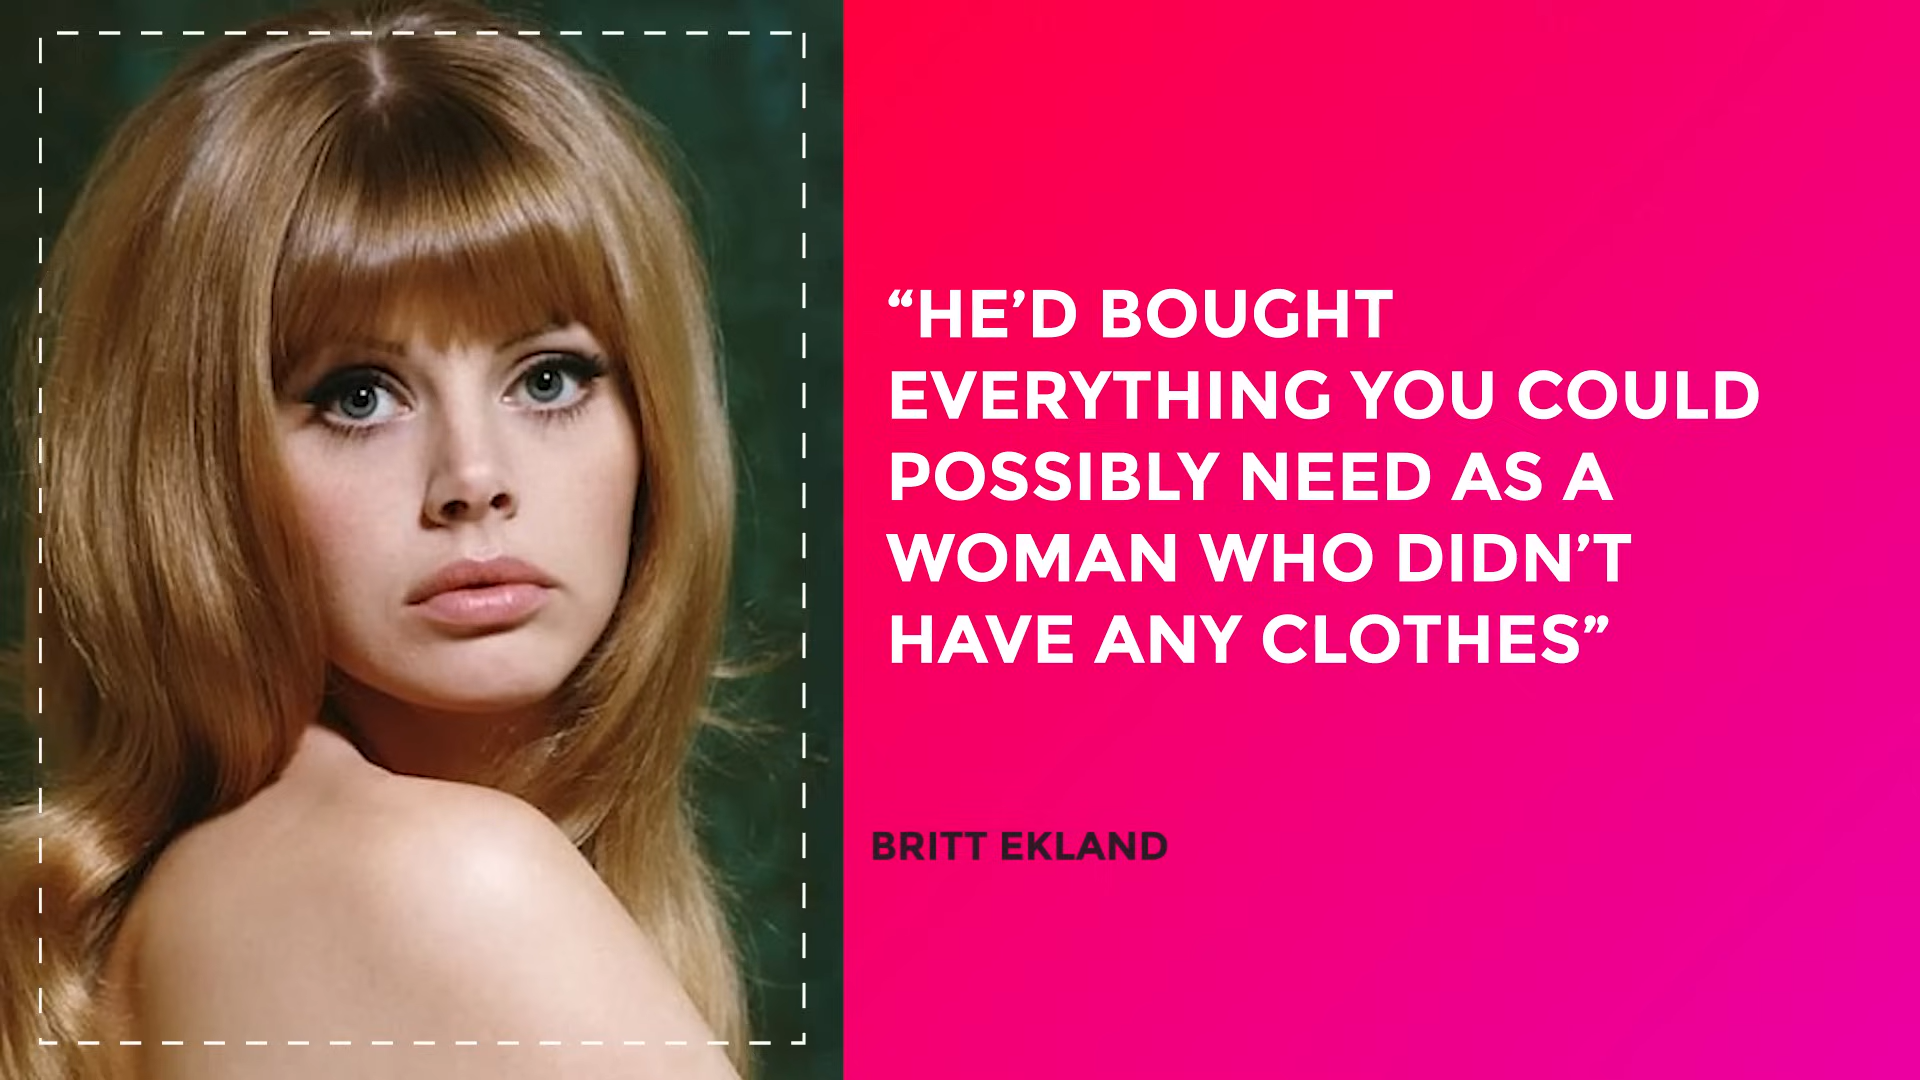 “HE’D BOUGHT
EVERYTHING YOU COULD
POSSIBLY NEED AS A
WOMAN WHO DIDN’T
HAVE ANY CLOTHES”
BRITT EKLAND